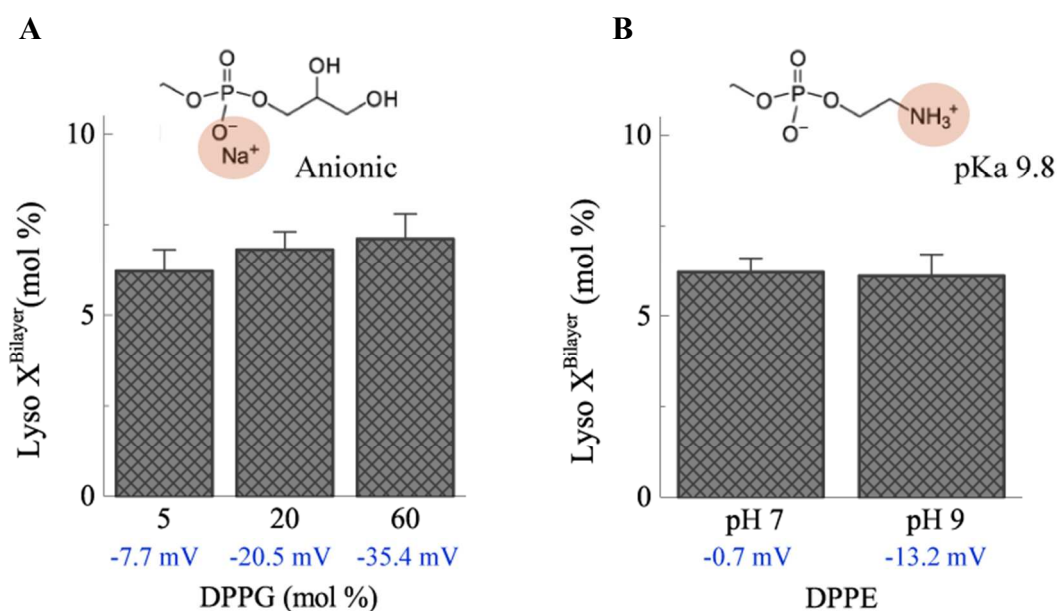 A
O
O P O
O⁻
Na⁺
OH
OH
Anionic
Lyso X^Bilayer (mol %)
10
5
0
5 20 60
-7.7 mV -20.5 mV -35.4 mV
DPPG (mol %)
B
O
O P O
O⁻
NH₃⁺
pKa 9.8
Lyso X^Bilayer (mol %)
10
5
0
pH 7 pH 9
-0.7 mV -13.2 mV
DPPE